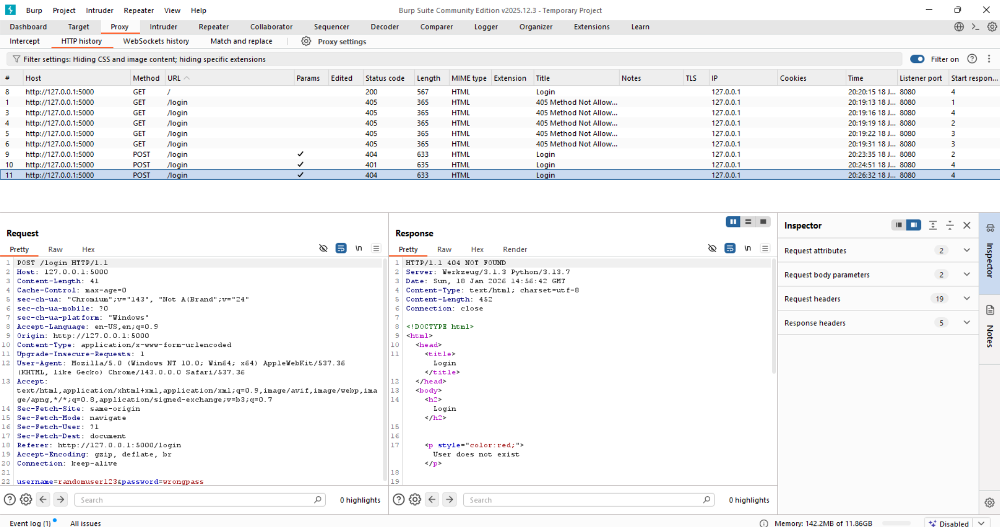 Burp Project Intruder Repeater View Help Burp Suite Community Edition v2025.12.3 - Temporary Project
Dashboard Target Proxy Intruder Repeater Collaborator Sequencer Decoder Comparer Logger Organizer Extensions Learn
Intercept HTTP history WebSockets history Match and replace Proxy settings
Filter settings: Hiding CSS and image content; hiding specific extensions Filter on
# Host Method URL Params Edited Status code Length MIME type Extension Title Notes TLS IP Cookies Time Listener port Start respon...
8 http://127.0.0.1:5000 GET / 200 567 HTML Login 127.0.0.1 20:20:15 18 J... 8080 4
1 http://127.0.0.1:5000 GET /login 405 365 HTML 405 Method Not Allow... 127.0.0.1 20:19:13 18 J... 8080 1
3 http://127.0.0.1:5000 GET /login 405 365 HTML 405 Method Not Allow... 127.0.0.1 20:19:16 18 J... 8080 4
4 http://127.0.0.1:5000 GET /login 405 365 HTML 405 Method Not Allow... 127.0.0.1 20:19:19 18 J... 8080 2
5 http://127.0.0.1:5000 GET /login 405 365 HTML 405 Method Not Allow... 127.0.0.1 20:19:22 18 J... 8080 3
6 http://127.0.0.1:5000 GET /login 405 365 HTML 405 Method Not Allow... 127.0.0.1 20:19:31 18 J... 8080 3
9 http://127.0.0.1:5000 POST /login ✓ 404 633 HTML Login 127.0.0.1 20:23:35 18 J... 8080 2
10 http://127.0.0.1:5000 POST /login ✓ 401 635 HTML Login 127.0.0.1 20:24:51 18 J... 8080 4
11 http://127.0.0.1:5000 POST /login ✓ 404 633 HTML Login 127.0.0.1 20:26:32 18 J... 8080 4
Request
Pretty Raw Hex \n
1 POST /login HTTP/1.1
2 Host: 127.0.0.1:5000
3 Content-Length: 41
4 Cache-Control: max-age=0
5 sec-ch-ua: "Chromium";v="143", "Not A(Brand";v="24"
6 sec-ch-ua-mobile: ?0
7 sec-ch-ua-platform: "Windows"
8 Accept-Language: en-US,en;q=0.9
9 Origin: http://127.0.0.1:5000
10 Content-Type: application/x-www-form-urlencoded
11 Upgrade-Insecure-Requests: 1
12 User-Agent: Mozilla/5.0 (Windows NT 10.0; Win64; x64) AppleWebKit/537.36
(KHTML, like Gecko) Chrome/143.0.0.0 Safari/537.36
13 Accept:
text/html,application/xhtml+xml,application/xml;q=0.9,image/avif,image/webp,ima
ge/apng,*/*;q=0.8,application/signed-exchange;v=b3;q=0.7
14 Sec-Fetch-Site: same-origin
15 Sec-Fetch-Mode: navigate
16 Sec-Fetch-User: ?1
17 Sec-Fetch-Dest: document
18 Referer: http://127.0.0.1:5000/login
19 Accept-Encoding: gzip, deflate, br
20 Connection: keep-alive
21
22 username=randomuser123&password=wrongpass
Search 0 highlights
Response
Pretty Raw Hex Render \n
1 HTTP/1.1 404 NOT FOUND
2 Server: Werkzeug/3.1.3 Python/3.13.7
3 Date: Sun, 18 Jan 2026 14:56:42 GMT
4 Content-Type: text/html; charset=utf-8
5 Content-Length: 452
6 Connection: close
7
8 <!DOCTYPE html>
9 <html>
10 <head>
11 <title>
Login
</title>
12 </head>
13 <body>
14 <h2>
Login
</h2>
15
16
17 <p style="color:red;">
User does not exist
</p>
18
19
Search 0 highlights
Inspector
Request attributes 2
Request body parameters 2
Request headers 19
Response headers 5
Inspector
Notes
Event log (1) All issues Memory: 142.2MB of 11.86GB Disabled